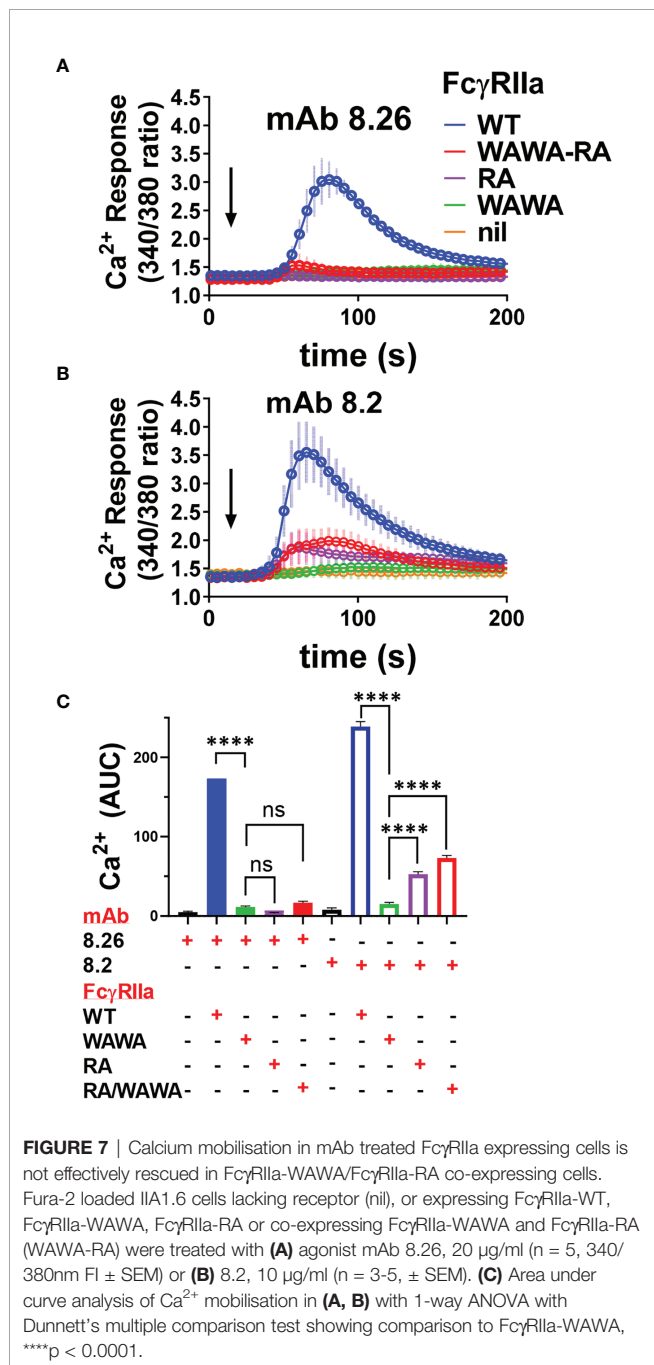 A
FcγRIIa
mAb 8.26
WT
WAWA-RA
RA
WAWA
nil
Ca2+ Response
(340/380 ratio)
4.5
4.0
3.5
3.0
2.5
2.0
1.5
1.0
0 100 200
time (s)
B
mAb 8.2
Ca2+ Response
(340/380 ratio)
4.5
4.0
3.5
3.0
2.5
2.0
1.5
1.0
0 100 200
time (s)
C
Ca2+ (AUC)
200
100
0
****
ns
ns
****
****
****
mAb
8.26 + + + + + - - - - -
8.2 - - - - - + + + + +
FcγRIIa
WT - + - - - - + - - -
WAWA - - + - - - - + - -
RA - - - + - - - - + -
RA/WAWA - - - - + - - - - +
FIGURE 7 | Calcium mobilisation in mAb treated FcγRIIa expressing cells is
not effectively rescued in FcγRIIa-WAWA/FcγRIIa-RA co-expressing cells.
Fura-2 loaded IIA1.6 cells lacking receptor (nil), or expressing FcγRIIa-WT,
FcγRIIa-WAWA, FcγRIIa-RA or co-expressing FcγRIIa-WAWA and FcγRIIa-RA
(WAWA-RA) were treated with (A) agonist mAb 8.26, 20 µg/ml (n = 5, 340/
380nm FI ± SEM) or (B) 8.2, 10 µg/ml (n = 3-5, ± SEM). (C) Area under
curve analysis of Ca2+ mobilisation in (A, B) with 1-way ANOVA with
Dunnett's multiple comparison test showing comparison to FcγRIIa-WAWA,
****p < 0.0001.